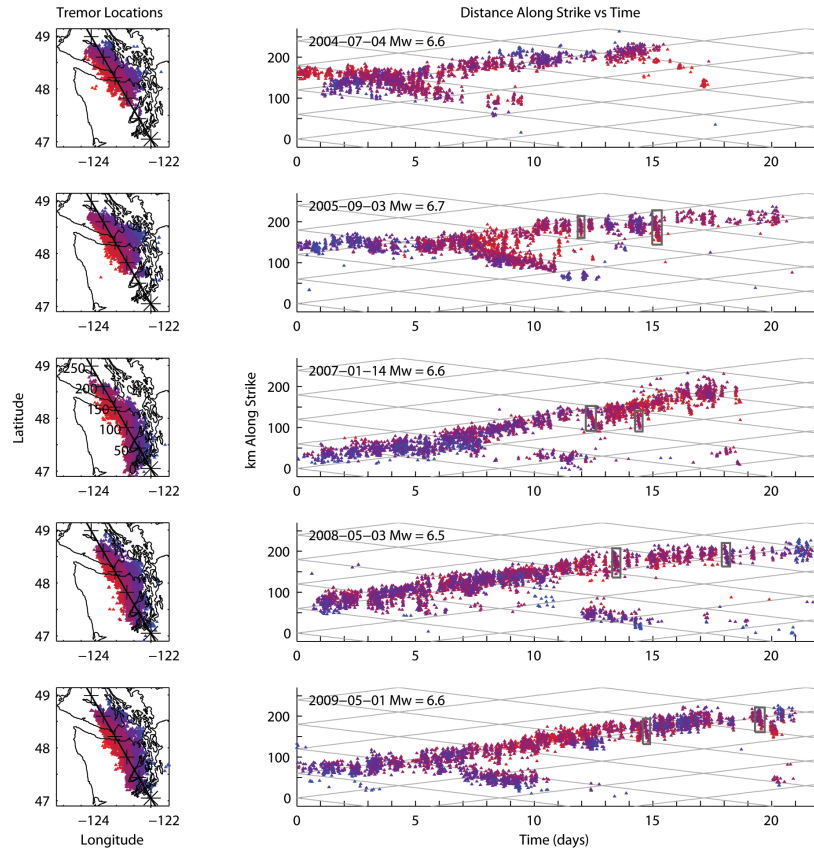 Tremor Locations
Distance Along Strike vs Time
49
48
47
−124 −122
2004−07−04 Mw = 6.6
200
100
0
0 5 10 15 20
49
48
47
−124 −122
2005−09−03 Mw = 6.7
200
100
0
0 5 10 15 20
Latitude
49
48
47
−124 −122
250
200
150
100
50
0
km Along Strike
2007−01−14 Mw = 6.6
200
100
0
0 5 10 15 20
49
48
47
−124 −122
2008−05−03 Mw = 6.5
200
100
0
0 5 10 15 20
49
48
47
−124 −122
Longitude
2009−05−01 Mw = 6.6
200
100
0
0 5 10 15 20
Time (days)